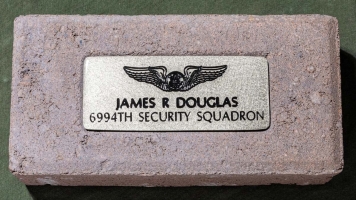 JAMES R DOUGLAS
6994TH SECURITY SQUADRON